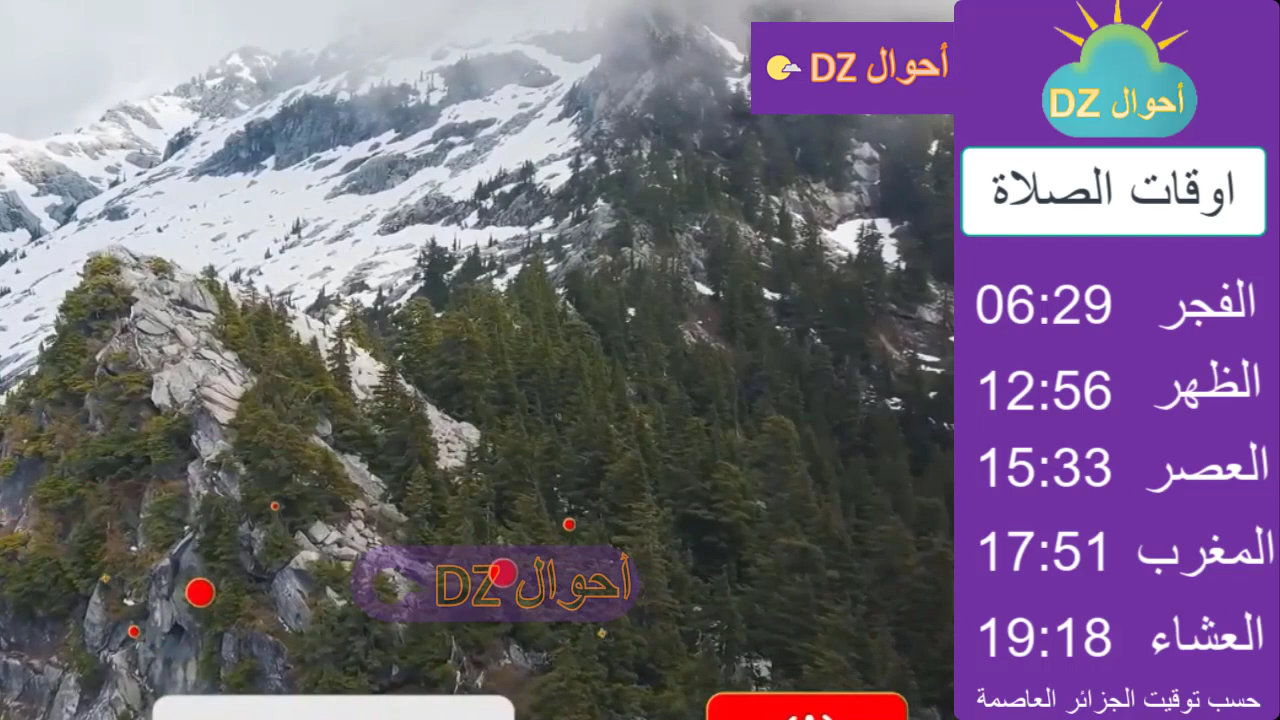 أحوال DZ
أحوال DZ
اوقات الصلاة
الفجر 06:29
الظهر 12:56
العصر 15:33
المغرب 17:51
العشاء 19:18
حسب توقيت الجزائر العاصمة
أحوال DZ